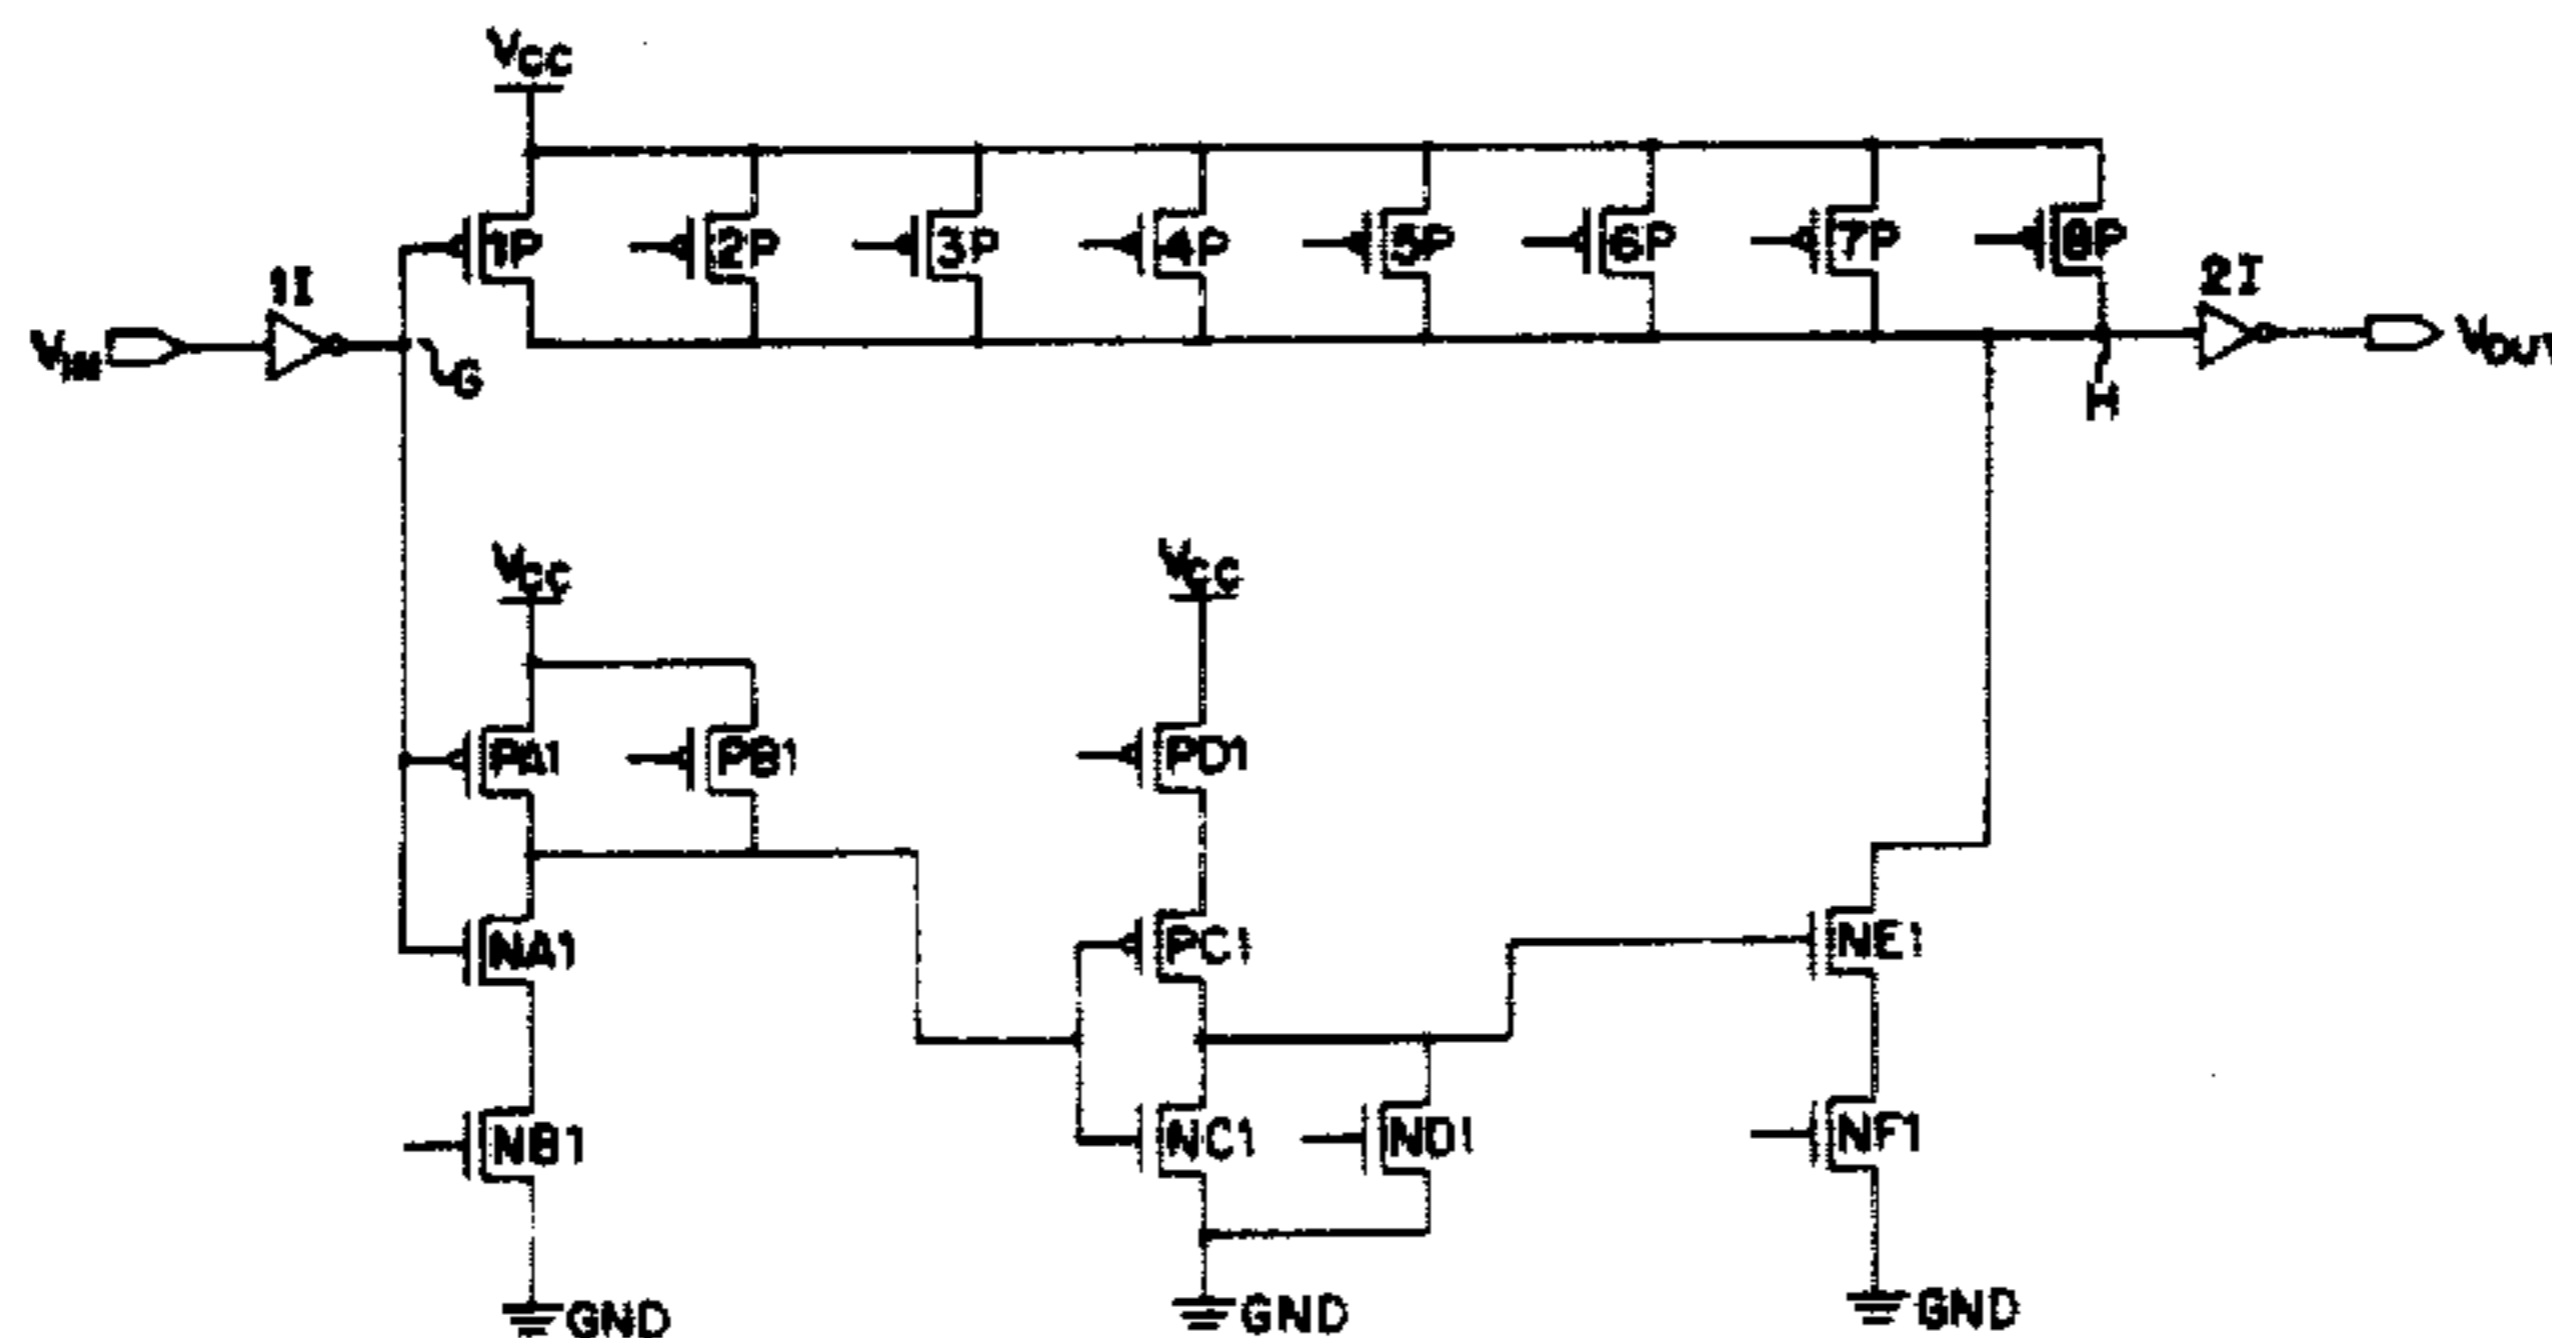 VCC
1P 2P 3P 4P 5P 6P 7P 8P
1I
2I
VIN
G
VOUT
H
VCC
VCC
PA1 PB1 PD1
NA1 PC1 NE1
NB1 NC1 ND1 NF1
GND GND GND